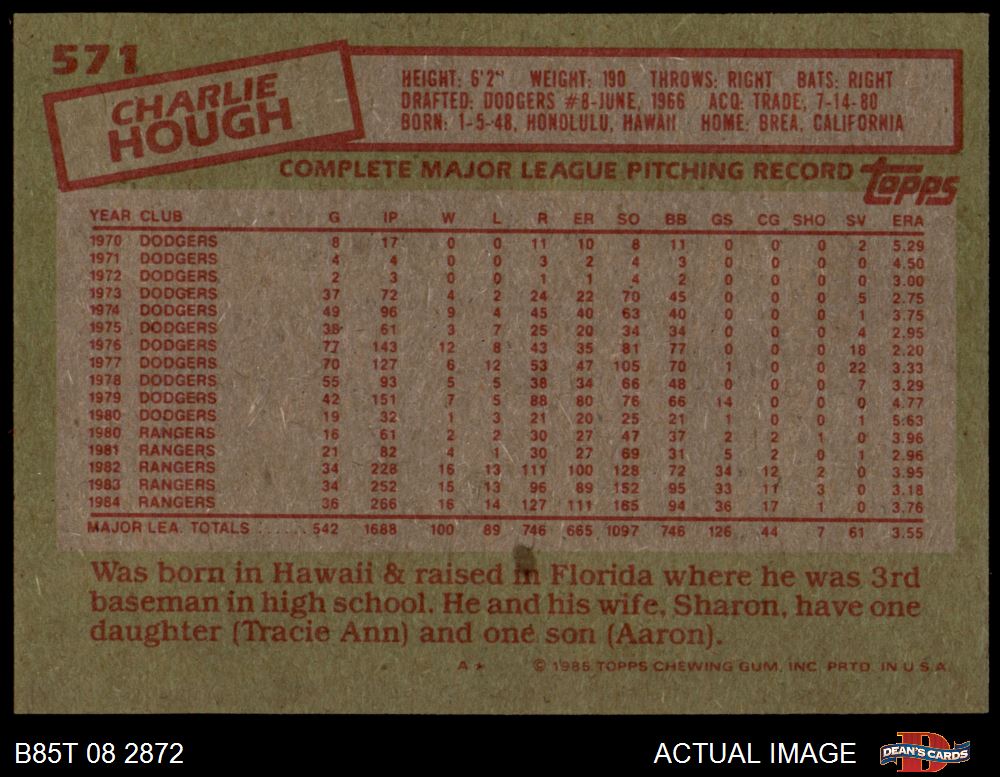 571
CHARLIE
HOUGH
HEIGHT: 6'2" WEIGHT: 190 THROWS: RIGHT BATS: RIGHT
DRAFTED: DODGERS #8-JUNE, 1966 ACQ: TRADE, 7-14-80
BORN: 1-5-48, HONOLULU, HAWAII HOME: BREA, CALIFORNIA
COMPLETE MAJOR LEAGUE PITCHING RECORD topps
YEAR CLUB G IP W L R ER SO BB GS CG SHO SV ERA
1970 DODGERS 8 17 0 0 11 10 8 11 0 0 0 2 5.29
1971 DODGERS 4 4 0 0 3 2 4 3 0 0 0 0 4.50
1972 DODGERS 2 3 0 0 1 1 4 2 0 0 0 0 3.00
1973 DODGERS 37 72 4 2 24 22 70 45 0 0 0 5 2.75
1974 DODGERS 49 96 9 4 45 40 63 40 0 0 0 1 3.75
1975 DODGERS 38 61 3 7 25 20 34 34 0 0 0 4 2.95
1976 DODGERS 77 143 12 8 43 35 81 77 0 0 0 18 2.20
1977 DODGERS 70 127 6 12 53 47 105 70 1 0 0 22 3.33
1978 DODGERS 55 93 5 5 38 34 66 48 0 0 0 7 3.29
1979 DODGERS 42 151 7 5 88 80 76 66 14 0 0 0 4.77
1980 DODGERS 19 32 1 3 21 20 25 21 1 0 0 1 5.63
1980 RANGERS 16 61 2 2 30 27 47 37 2 2 1 0 3.96
1981 RANGERS 21 82 4 1 30 27 69 31 5 2 0 1 2.96
1982 RANGERS 34 228 16 13 111 100 128 72 34 12 2 0 3.95
1983 RANGERS 34 252 15 13 96 89 152 95 33 11 3 0 3.18
1984 RANGERS 36 266 16 14 127 111 165 94 36 17 1 0 3.76
MAJOR LEA. TOTALS ....... 542 1688 100 89 746 665 1097 746 126 44 7 61 3.55
Was born in Hawaii & raised in Florida where he was 3rd
baseman in high school. He and his wife, Sharon, have one
daughter (Tracie Ann) and one son (Aaron).
A* © 1985 TOPPS CHEWING GUM, INC. PRTD. IN U.S.A.
B85T 08 2872 ACTUAL IMAGE D DEAN'S CARDS